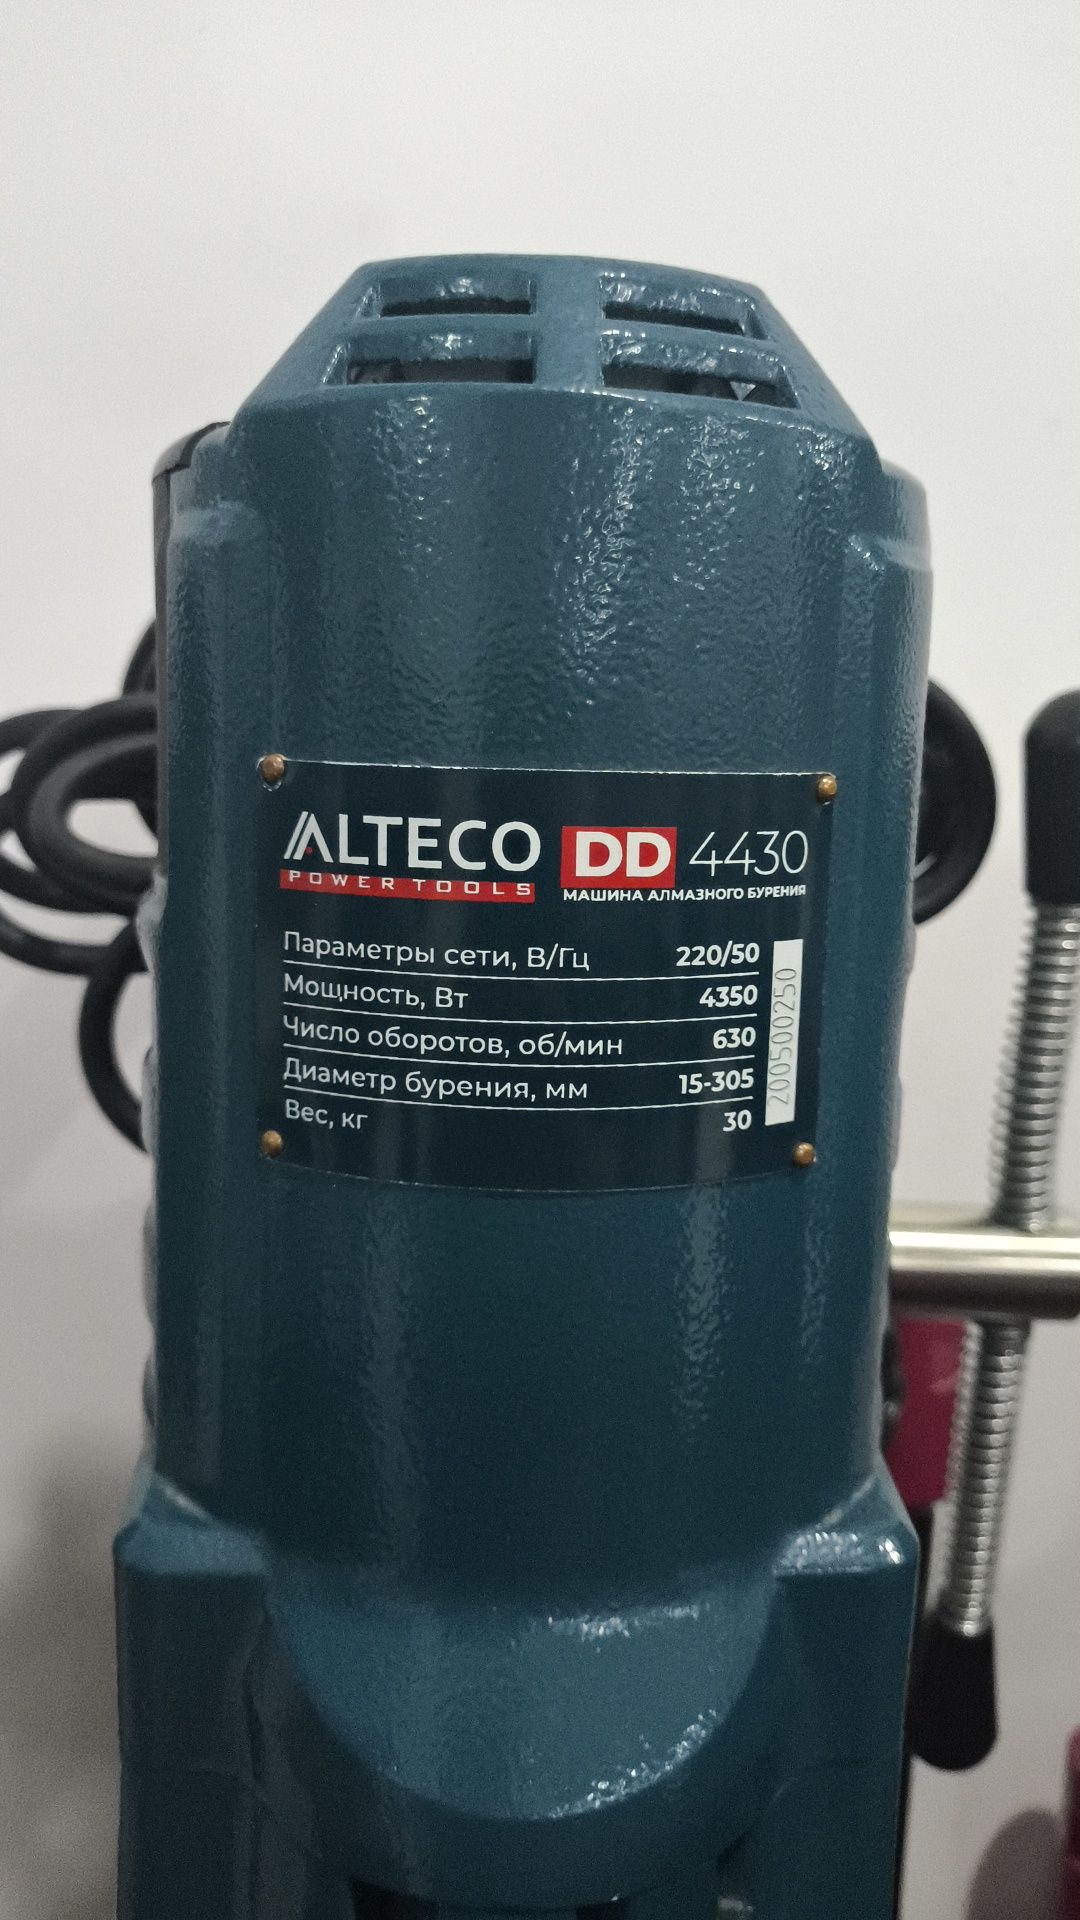 ALTECO DD 4430
POWER TOOLS
МАШИНА АЛМАЗНОГО БУРЕНИЯ
Параметры сети, В/Гц 220/50
Мощность, Вт 4350
Число оборотов, об/мин 630
Диаметр бурения, мм 15-305
Вес, кг 30
200500250